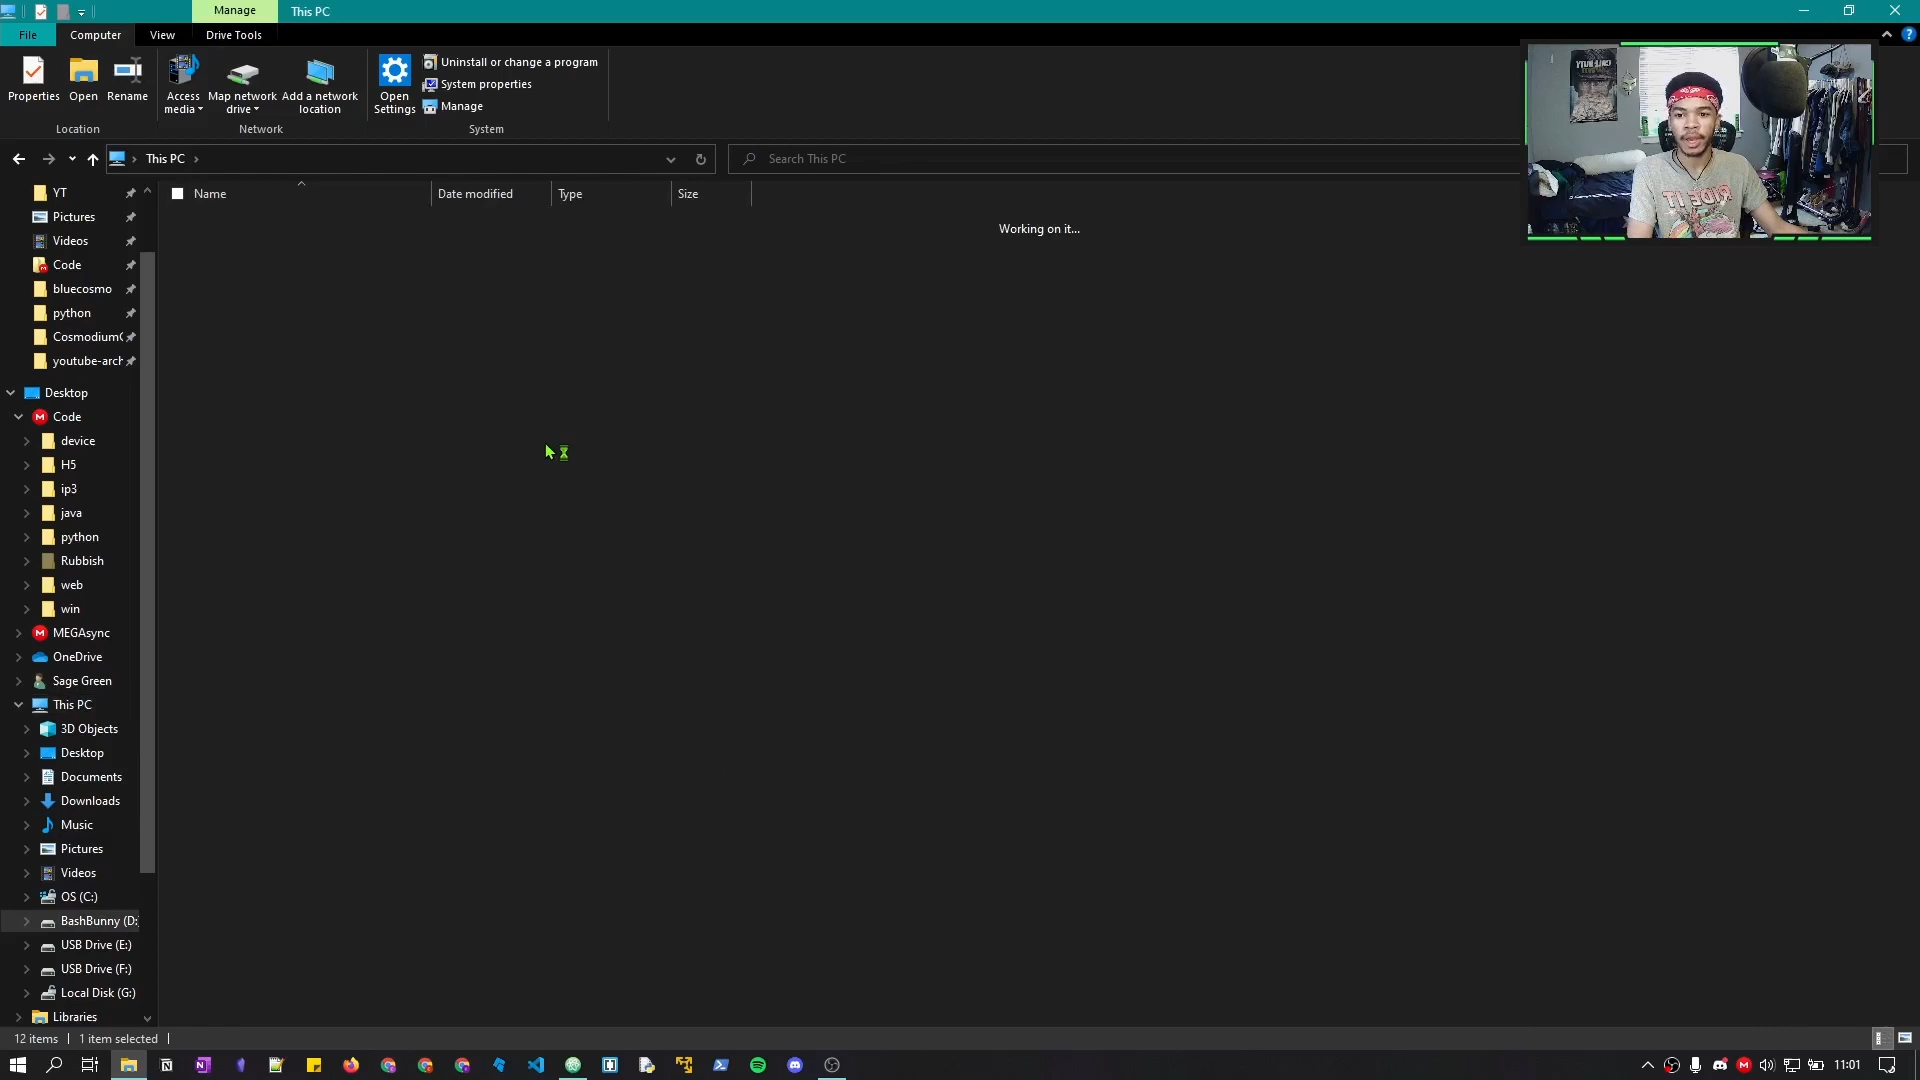 Manage
This PC
File
Computer
View
Drive Tools
Properties
Open
Rename
Access media
Map network drive
Add a network location
Open Settings
Uninstall or change a program
System properties
Manage
Location
Network
System
This PC
Search This PC
Name
Date modified
Type
Size
Working on it...
YT
Pictures
Videos
Code
bluecosmo
python
Cosmodium
youtube-arch
Desktop
Code
device
H5
ip3
java
python
Rubbish
web
win
MEGAsync
OneDrive
Sage Green
This PC
3D Objects
Desktop
Documents
Downloads
Music
Pictures
Videos
OS (C:)
BashBunny (D:
USB Drive (E:)
USB Drive (F:)
Local Disk (G:)
Libraries
12 items
1 item selected
11:01